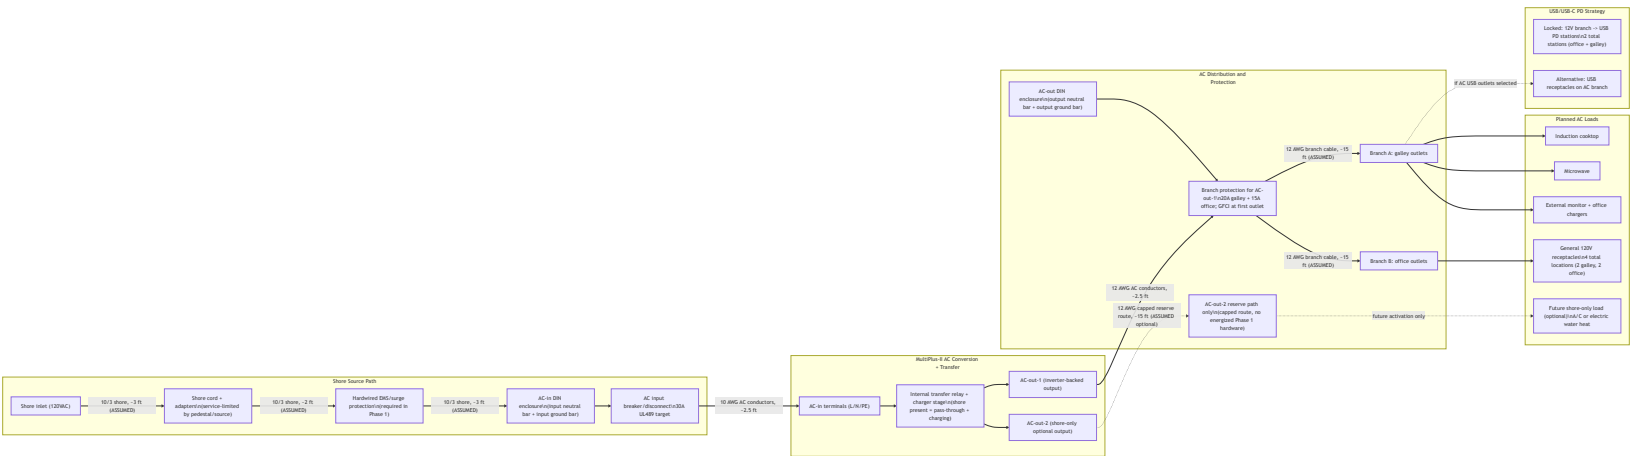 Shore Source Path
Shore inlet (120VAC)
10/3 shore, ~3 ft
(ASSUMED)
Shore cord +
adapters\n(service-limited
by pedestal/source)
10/3 shore, ~2 ft
(ASSUMED)
Hardwired EMS/surge
protection\n(required in
Phase 1)
10/3 shore, ~3 ft
(ASSUMED)
AC-in DIN
enclosure\n(input neutral
bar + input ground bar)
AC input
breaker/disconnect\n30A
UL489 target
10 AWG AC conductors,
~2.5 ft
MultiPlus-II AC Conversion
+ Transfer
AC-in terminals (L/N/PE)
Internal transfer relay +
charger stage\n(shore
present + pass-through +
charging)
AC-out-1 (inverter-backed
output)
AC-out-2 (shore-only
optional output)
12 AWG AC conductors,
~2.5 ft
12 AWG capped reserve
route, ~15 ft (ASSUMED
optional)
AC Distribution and
Protection
AC-out DIN
enclosure\n(output neutral
bar + output ground bar)
Branch protection for AC-
out-1\n20A galley + 15A
office; GFCI at first outlet
AC-out-2 reserve path
only\n(capped route, no
energized Phase 1
hardware)
12 AWG branch cable, ~15
ft (ASSUMED)
Branch A: galley outlets
12 AWG branch cable, ~15
ft (ASSUMED)
Branch B: office outlets
if AC USB outlets selected
future activation only
USB/USB-C PD Strategy
Locked: 12V branch -> USB
PD stations\n2 total
stations (office + galley)
Alternative: USB
receptacles on AC branch
Planned AC Loads
Induction cooktop
Microwave
External monitor + office
chargers
General 120V
receptacles\n4 total
locations (2 galley, 2
office)
Future shore-only load
(optional)\nA/C or electric
water heat